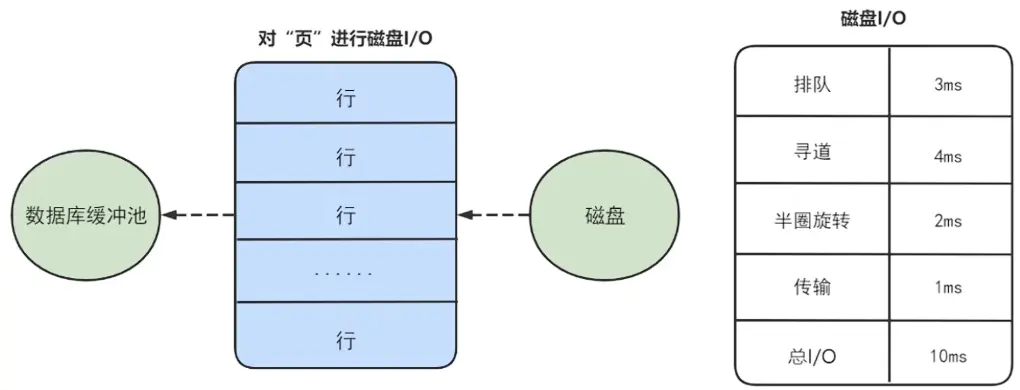 对“页”进行磁盘I/O
行
行
数据库缓冲池
行
磁盘
......
行
磁盘I/O
排队 3ms
寻道 4ms
半圈旋转 2ms
传输 1ms
总I/O 10ms